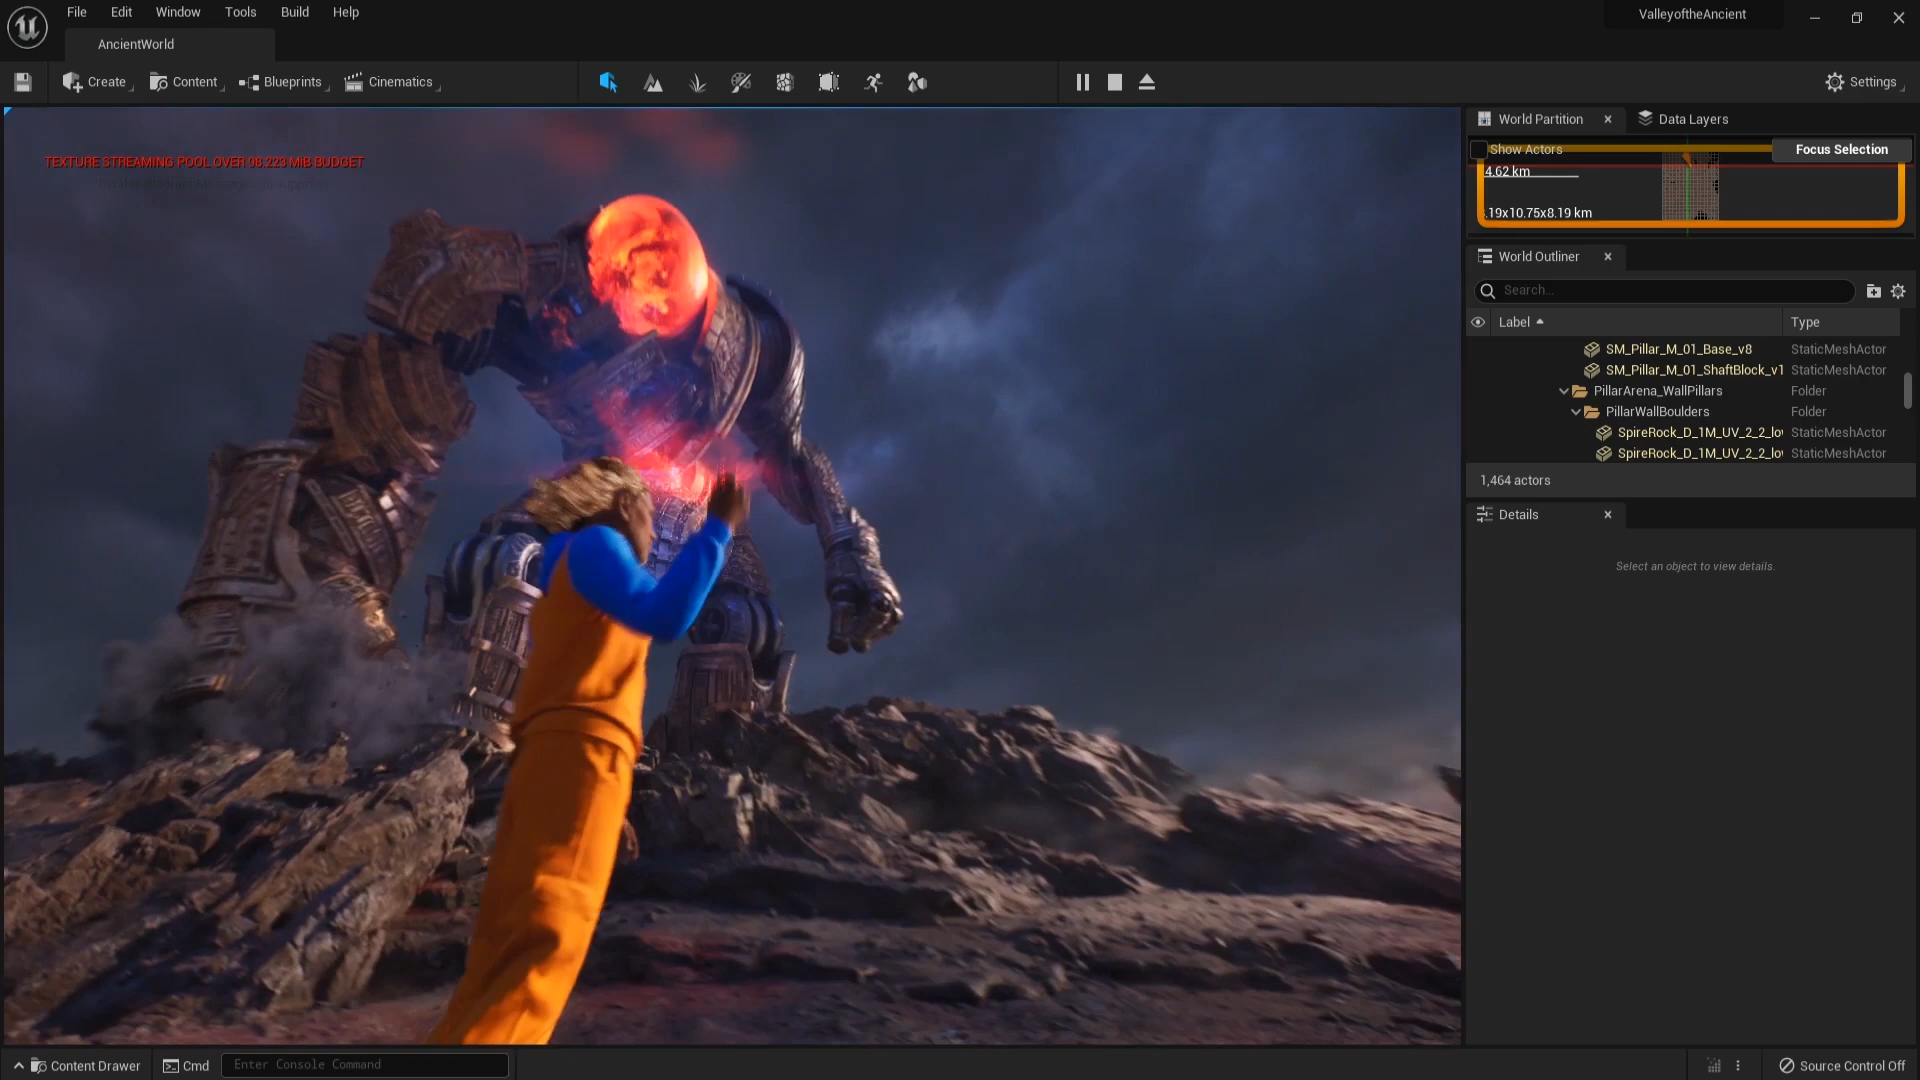 File Edit Window Tools Build Help
ValleyoftheAncient
AncientWorld
Create Content Blueprints Cinematics
Settings
TEXTURE STREAMING POOL OVER 98.223 MiB BUDGET
World Partition Data Layers
Show Actors Focus Selection
4.62 km
.19x10.75x8.19 km
World Outliner
Search...
Label Type
SM_Pillar_M_01_Base_v8 StaticMeshActor
SM_Pillar_M_01_ShaftBlock_v1 StaticMeshActor
PillarArena_WallPillars Folder
PillarWallBoulders Folder
SpireRock_D_1M_UV_2_2_lo StaticMeshActor
SpireRock_D_1M_UV_2_2_lo StaticMeshActor
1,464 actors
Details
Select an object to view details.
Content Drawer Cmd Enter Console Command
Source Control Off